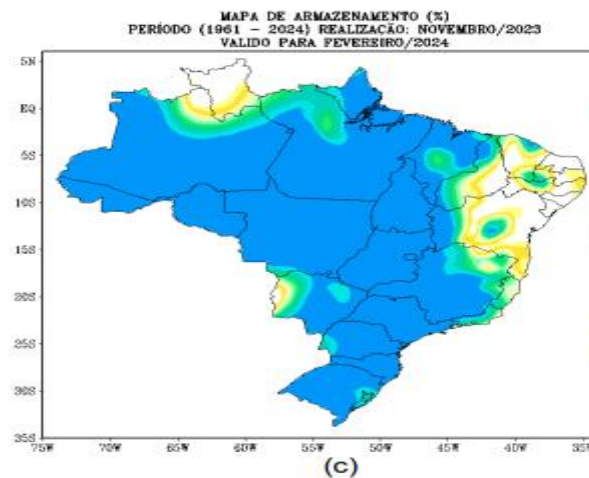 MAPA DE ARMAZENAMENTO (%)
PERÍODO (1961 – 2024) REALIZAÇÃO: NOVEMBRO/2023
VALIDO PARA FEVEREIRO/2024
5N
EQ
5S
10S
15S
20S
25S
30S
35S
75W 70W 65W 60W 55W 50W 45W 40W 35W
(c)